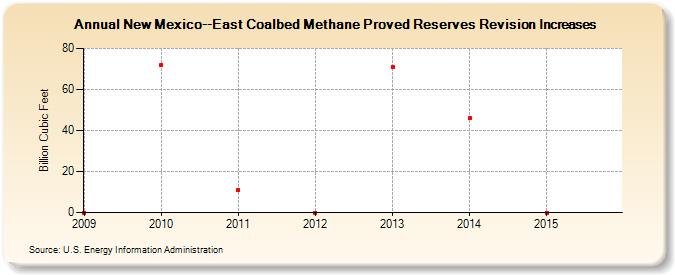 Annual New Mexico--East Coalbed Methane Proved Reserves Revision Increases
Billion Cubic Feet
80
60
40
20
0
2009 2010 2011 2012 2013 2014 2015
Source: U.S. Energy Information Administration